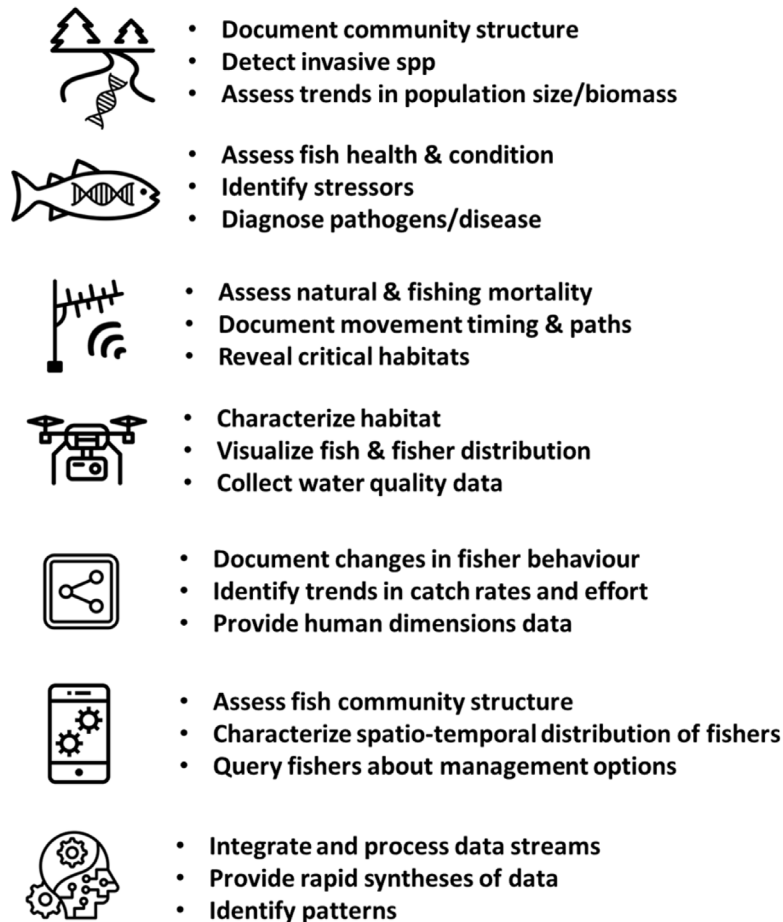 • Document community structure
• Detect invasive spp
• Assess trends in population size/biomass
• Assess fish health & condition
• Identify stressors
• Diagnose pathogens/disease
• Assess natural & fishing mortality
• Document movement timing & paths
• Reveal critical habitats
• Characterize habitat
• Visualize fish & fisher distribution
• Collect water quality data
• Document changes in fisher behaviour
• Identify trends in catch rates and effort
• Provide human dimensions data
• Assess fish community structure
• Characterize spatio-temporal distribution of fishers
• Query fishers about management options
• Integrate and process data streams
• Provide rapid syntheses of data
• Identify patterns